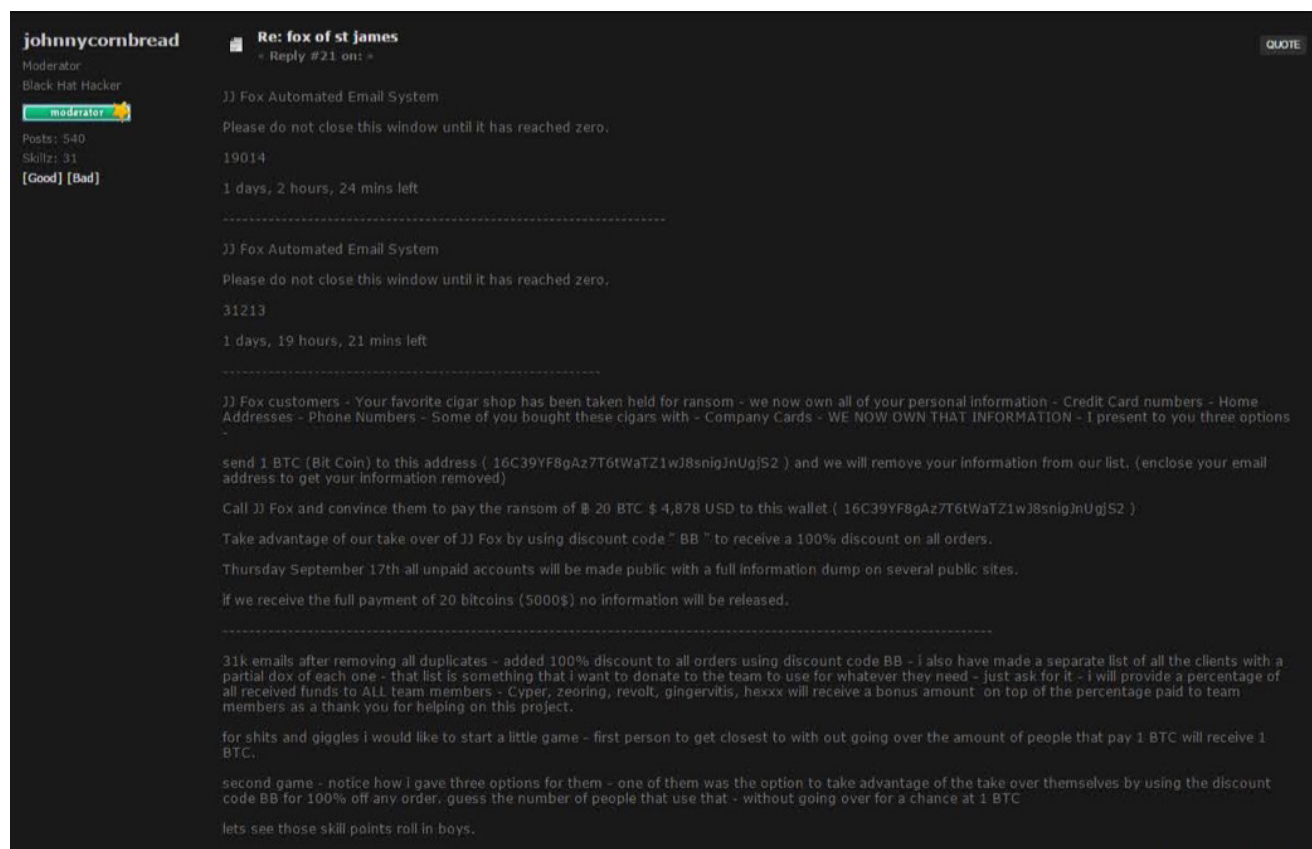 johnnycornbread
Moderator
Black Hat Hacker
moderator
Posts: 540
Skillz: 31
[Good] [Bad]
Re: fox of st james
« Reply #21 on: »
QUOTE
JJ Fox Automated Email System
Please do not close this window until it has reached zero.
19014
1 days, 2 hours, 24 mins left
--------------------------------------------------------------------
JJ Fox Automated Email System
Please do not close this window until it has reached zero.
31213
1 days, 19 hours, 21 mins left
----------------------------------------------------------
JJ Fox customers - Your favorite cigar shop has been taken held for ransom - we now own all of your personal information - Credit Card numbers - Home
Addresses - Phone Numbers - Some of you bought these cigars with - Company Cards - WE NOW OWN THAT INFORMATION - I present to you three options
-
send 1 BTC (Bit Coin) to this address ( 16C39YF8gAz7T6tWaTZ1wJ8snigJnUgjS2 ) and we will remove your information from our list. (enclose your email
address to get your information removed)
Call JJ Fox and convince them to pay the ransom of ฿ 20 BTC $ 4,878 USD to this wallet ( 16C39YF8gAz7T6tWaTZ1wJ8snigJnUgjS2 )
Take advantage of our take over of JJ Fox by using discount code " BB " to receive a 100% discount on all orders.
Thursday September 17th all unpaid accounts will be made public with a full information dump on several public sites.
if we receive the full payment of 20 bitcoins (5000$) no information will be released.
----------------------------------------------------------------------------------------------------------------------
31k emails after removing all duplicates - added 100% discount to all orders using discount code BB - i also have made a separate list of all the clients with a
partial dox of each one - that list is something that i want to donate to the team to use for whatever they need - just ask for it - i will provide a percentage of
all received funds to ALL team members - Cyper, zeoring, revolt, gingervitis, hexxx will receive a bonus amount on top of the percentage paid to team
members as a thank you for helping on this project.
for shits and giggles i would like to start a little game - first person to get closest to with out going over the amount of people that pay 1 BTC will receive 1
BTC.
second game - notice how i gave three options for them - one of them was the option to take advantage of the take over themselves by using the discount
code BB for 100% off any order. guess the number of people that use that - without going over for a chance at 1 BTC
lets see those skill points roll in boys.